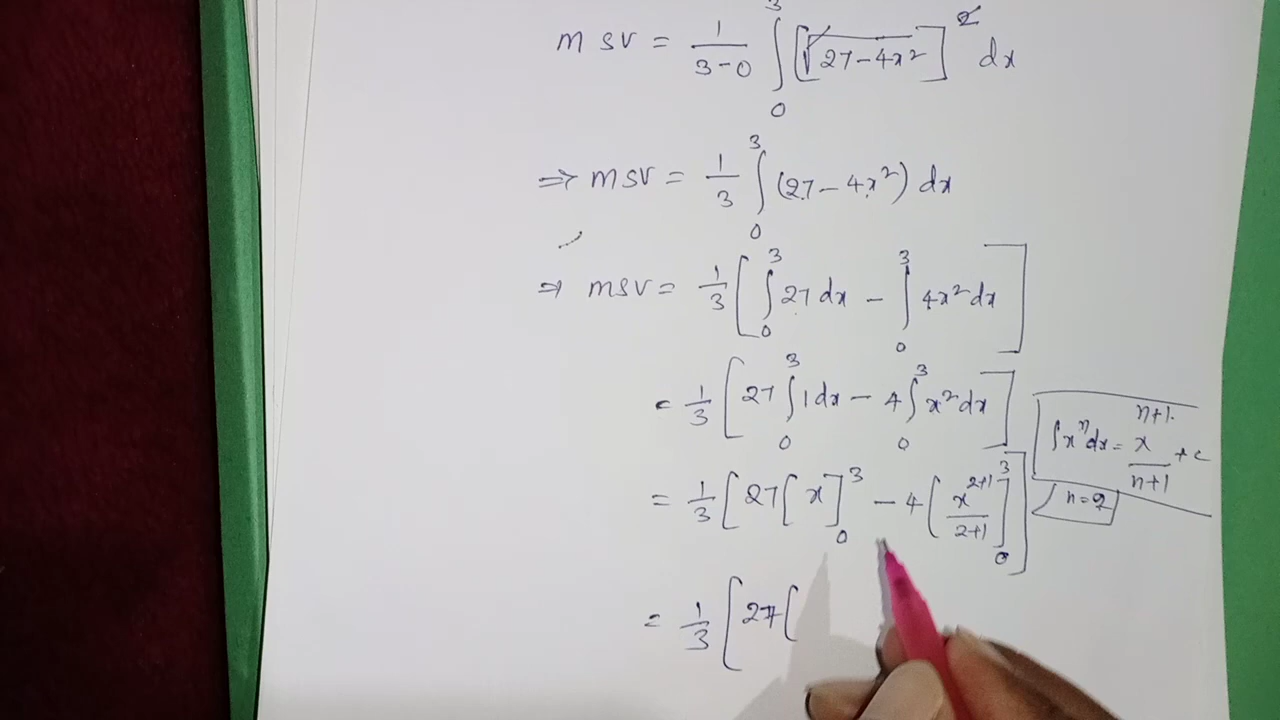 msv = 1/(3-0) ∫₀³ [√(27-4x²)]² dx
⇒ msv = 1/3 ∫₀³ (27-4x²) dx
⇒ msv = 1/3 [∫₀³ 27 dx - ∫₀³ 4x² dx]
= 1/3 [27 ∫₀³ 1 dx - 4 ∫₀³ x² dx]
∫xⁿ dx = xⁿ⁺¹/(n+1) + c
n=2
= 1/3 [27 [x]₀³ - 4 [x²⁺¹/(2+1)]₀³]
= 1/3 [27 (